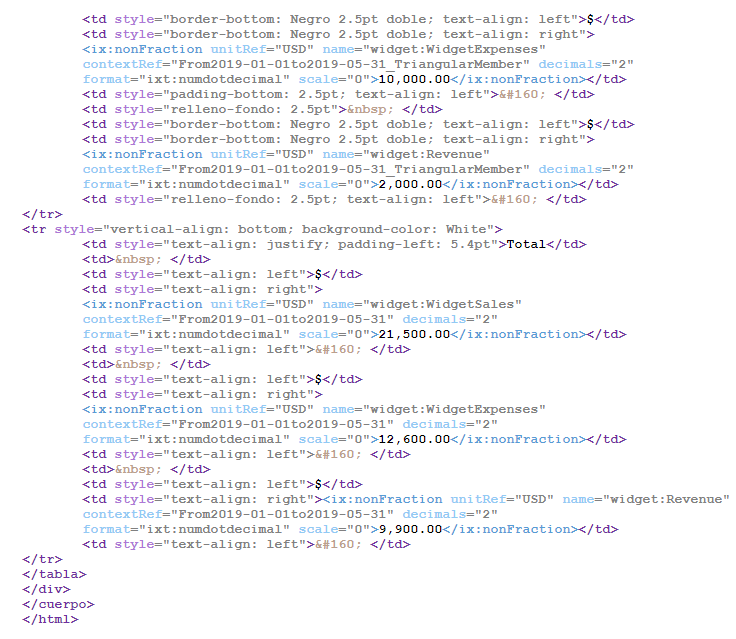 <td style="border-bottom: Negro 2.5pt doble; text-align: left">$</td>
<td style="border-bottom: Negro 2.5pt doble; text-align: right">
<ix:nonFraction unitRef="USD" name="widget:WidgetExpenses"
contextRef="From2019-01-01to2019-05-31_TriangularMember" decimals="2"
format="ixt:numdotdecimal" scale="0">10,000.00</ix:nonFraction></td>
<td style="padding-bottom: 2.5pt; text-align: left">&#160; </td>
<td style="relleno-fondo: 2.5pt">&nbsp; </td>
<td style="border-bottom: Negro 2.5pt doble; text-align: left">$</td>
<td style="border-bottom: Negro 2.5pt doble; text-align: right">
<ix:nonFraction unitRef="USD" name="widget:Revenue"
contextRef="From2019-01-01to2019-05-31_TriangularMember" decimals="2"
format="ixt:numdotdecimal" scale="0">2,000.00</ix:nonFraction></td>
<td style="relleno-fondo: 2.5pt; text-align: left">&#160; </td>
</tr>
<tr style="vertical-align: bottom; background-color: White">
<td style="text-align: justify; padding-left: 5.4pt">Total</td>
<td>&nbsp; </td>
<td style="text-align: left">$</td>
<td style="text-align: right">
<ix:nonFraction unitRef="USD" name="widget:WidgetSales"
contextRef="From2019-01-01to2019-05-31" decimals="2"
format="ixt:numdotdecimal" scale="0">21,500.00</ix:nonFraction></td>
<td style="text-align: left">&#160; </td>
<td>&nbsp; </td>
<td style="text-align: left">$</td>
<td style="text-align: right">
<ix:nonFraction unitRef="USD" name="widget:WidgetExpenses"
contextRef="From2019-01-01to2019-05-31" decimals="2"
format="ixt:numdotdecimal" scale="0">12,600.00</ix:nonFraction></td>
<td style="text-align: left">&#160; </td>
<td>&nbsp; </td>
<td style="text-align: left">$</td>
<td style="text-align: right"><ix:nonFraction unitRef="USD" name="widget:Revenue"
contextRef="From2019-01-01to2019-05-31" decimals="2"
format="ixt:numdotdecimal" scale="0">9,900.00</ix:nonFraction></td>
<td style="text-align: left">&#160; </td>
</tr>
</tabla>
</div>
</cuerpo>
</html>